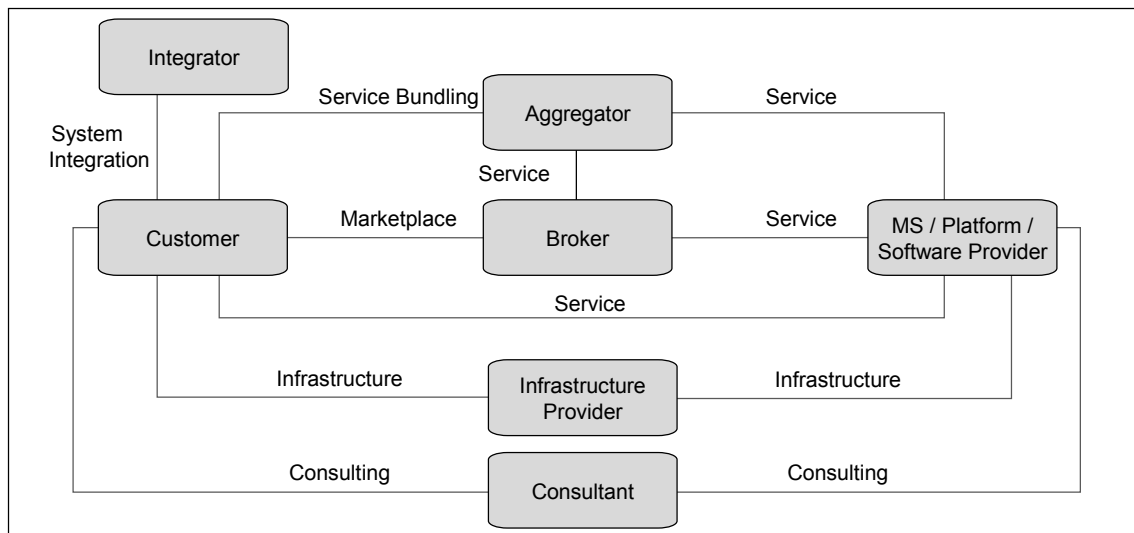 Integrator
Service Bundling
Aggregator
Service
System
Integration
Service
Customer
Marketplace
Broker
Service
MS / Platform /
Software Provider
Service
Infrastructure
Infrastructure
Provider
Infrastructure
Consulting
Consultant
Consulting